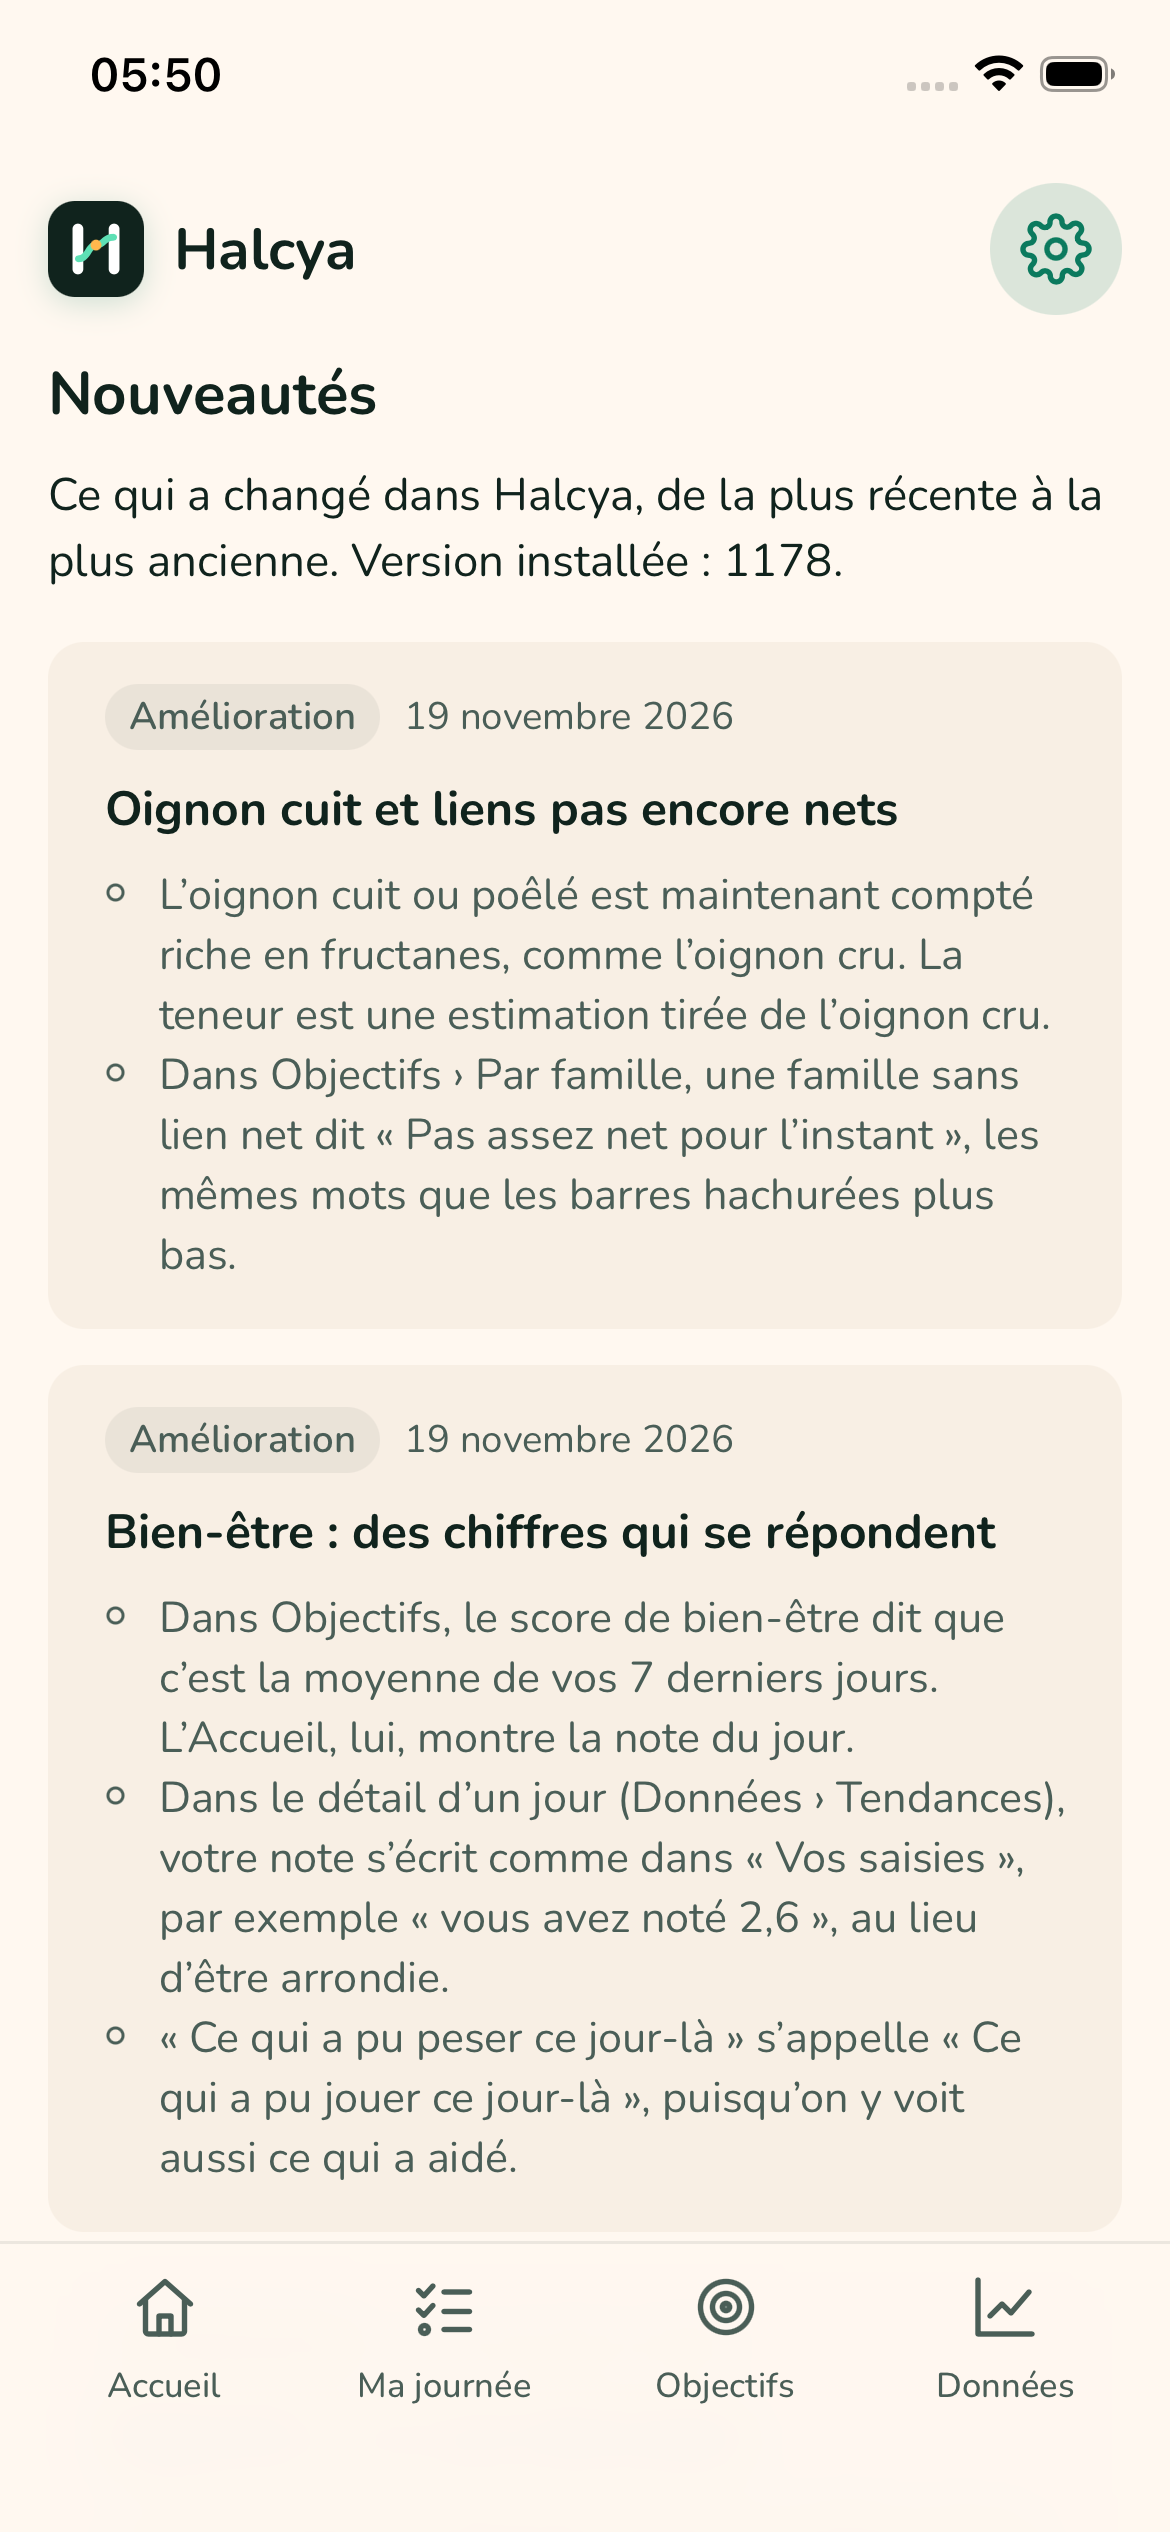 05:50
Halcya
Nouveautés
Ce qui a changé dans Halcya, de la plus récente à la
plus ancienne. Version installée : 1178.
Amélioration 19 novembre 2026
Oignon cuit et liens pas encore nets
L’oignon cuit ou poêlé est maintenant compté
riche en fructanes, comme l’oignon cru. La
teneur est une estimation tirée de l’oignon cru.
Dans Objectifs › Par famille, une famille sans
lien net dit « Pas assez net pour l’instant », les
mêmes mots que les barres hachurées plus
bas.
Amélioration 19 novembre 2026
Bien-être : des chiffres qui se répondent
Dans Objectifs, le score de bien-être dit que
c’est la moyenne de vos 7 derniers jours.
L’Accueil, lui, montre la note du jour.
Dans le détail d’un jour (Données › Tendances),
votre note s’écrit comme dans « Vos saisies »,
par exemple « vous avez noté 2,6 », au lieu
d’être arrondie.
« Ce qui a pu peser ce jour-là » s’appelle « Ce
qui a pu jouer ce jour-là », puisqu’on y voit
aussi ce qui a aidé.
Accueil Ma journée Objectifs Données